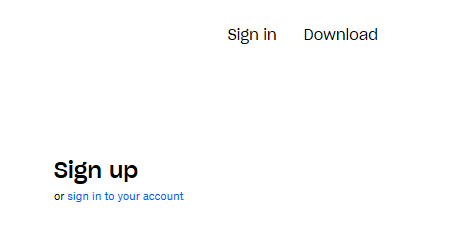 Sign in Download
Sign up
or sign in to your account